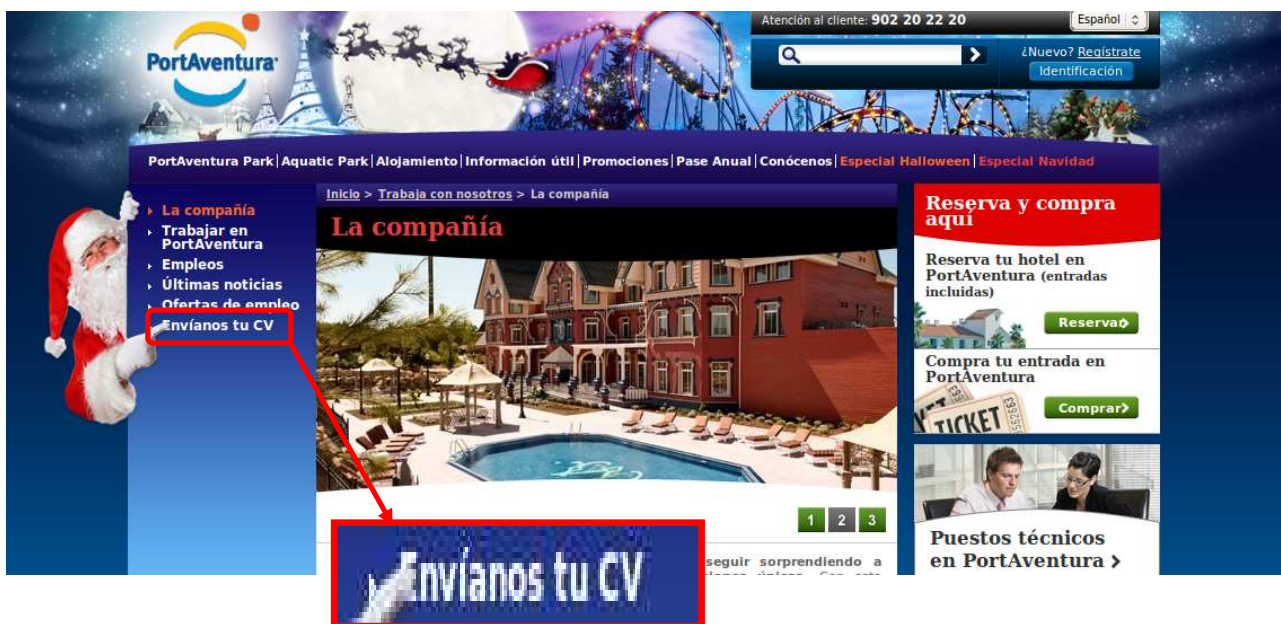 Atención al cliente: 902 20 22 20
Español
PortAventura
¿Nuevo? Regístrate
Identificación
PortAventura Park|Aquatic Park|Alojamiento|Información útil|Promociones|Pase Anual|Conócenos|Especial Halloween|Especial Navidad
Inicio > Trabaja con nosotros > La compañía
La compañía
Trabajar en
PortAventura
Empleos
Últimas noticias
Ofertas de empleo
Envíanos tu CV
La compañía
Reserva y compra
aquí
Reserva tu hotel en
PortAventura (entradas
incluidas)
Reserva
Compra tu entrada en
PortAventura
TICKET
Comprar
1 2 3
Puestos técnicos
en PortAventura >
seguir sorprendiendo a
Envíanos tu CV